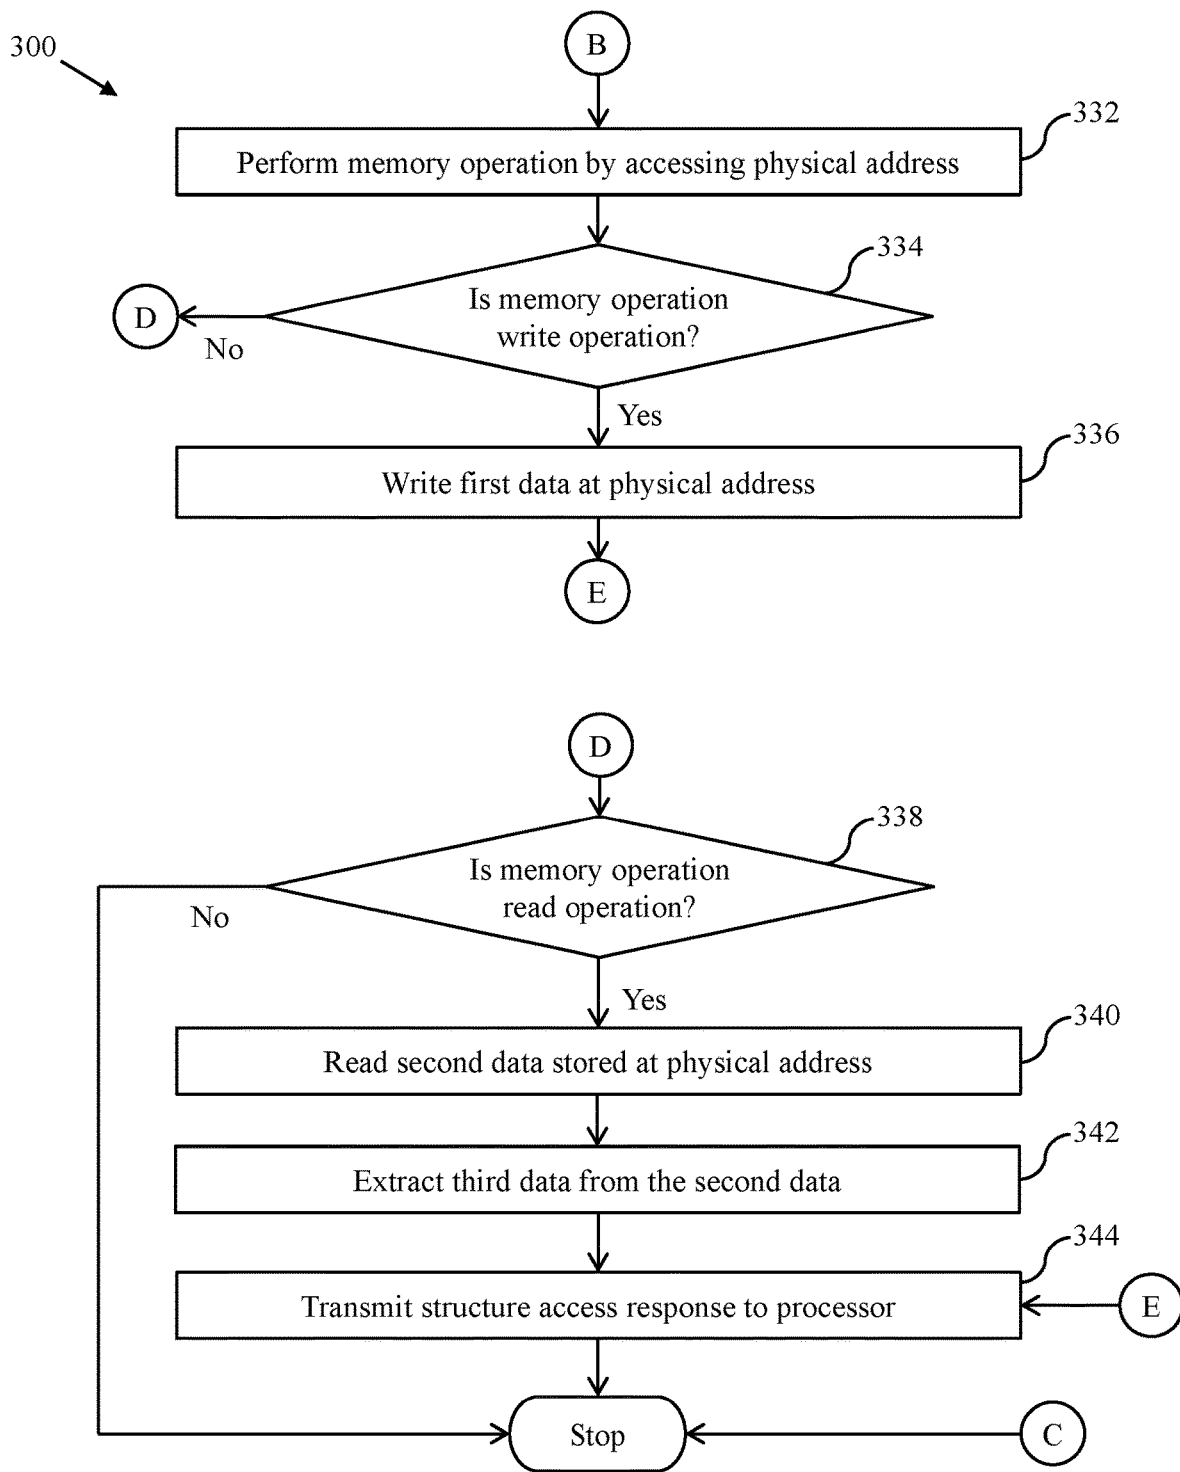 300
B
332
Perform memory operation by accessing physical address
334
Is memory operation
write operation?
D
No
Yes
336
Write first data at physical address
E
D
338
Is memory operation
read operation?
No
Yes
340
Read second data stored at physical address
342
Extract third data from the second data
344
Transmit structure access response to processor
E
Stop
C